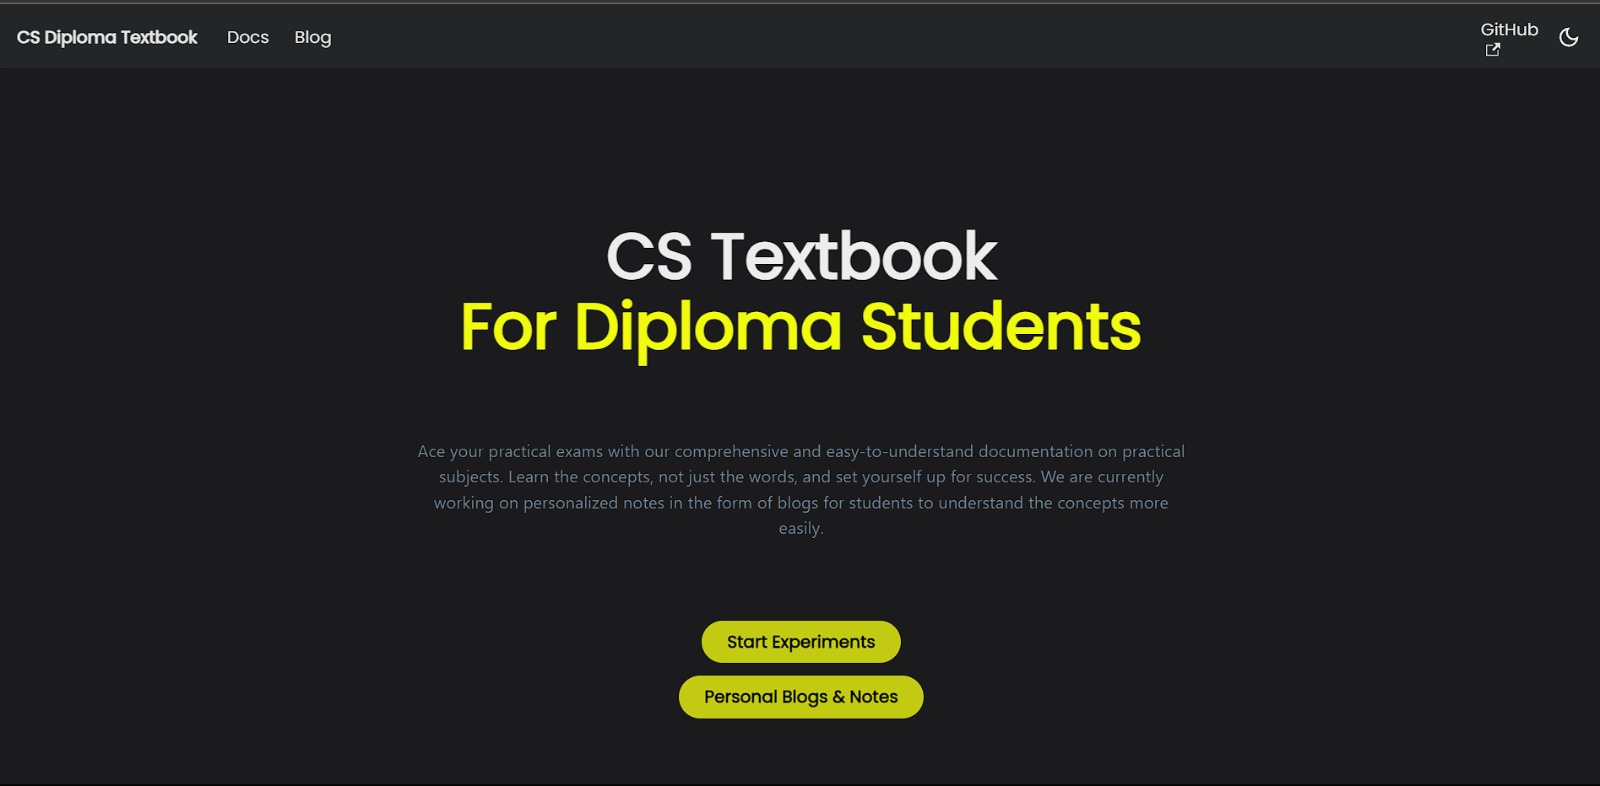 CS Diploma Textbook Docs Blog GitHub
CS Textbook
For Diploma Students
Ace your practical exams with our comprehensive and easy-to-understand documentation on practical
subjects. Learn the concepts, not just the words, and set yourself up for success. We are currently
working on personalized notes in the form of blogs for students to understand the concepts more
easily.
Start Experiments
Personal Blogs & Notes